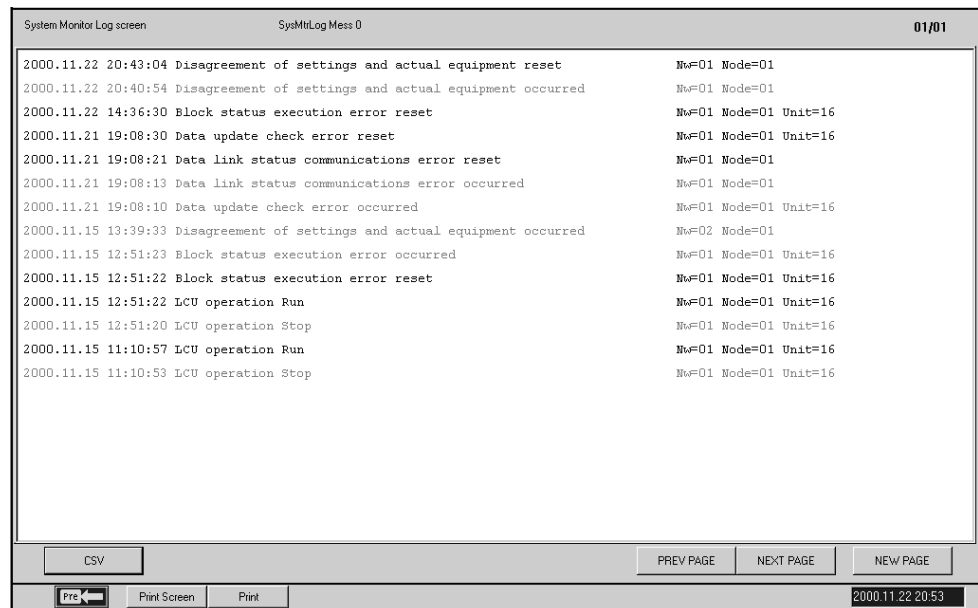 System Monitor Log screen SysMtrLog Mess 0 01/01
2000.11.22 20:43:04 Disagreement of settings and actual equipment reset Nw=01 Node=01
2000.11.22 20:40:54 Disagreement of settings and actual equipment occurred Nw=01 Node=01
2000.11.22 14:36:30 Block status execution error reset Nw=01 Node=01 Unit=16
2000.11.21 19:08:30 Data update check error reset Nw=01 Node=01 Unit=16
2000.11.21 19:08:21 Data link status communications error reset Nw=01 Node=01
2000.11.21 19:08:13 Data link status communications error occurred Nw=01 Node=01
2000.11.21 19:08:10 Data update check error occurred Nw=01 Node=01 Unit=16
2000.11.15 13:39:33 Disagreement of settings and actual equipment occurred Nw=02 Node=01
2000.11.15 12:51:23 Block status execution error occurred Nw=01 Node=01 Unit=16
2000.11.15 12:51:22 Block status execution error reset Nw=01 Node=01 Unit=16
2000.11.15 12:51:22 LCU operation Run Nw=01 Node=01 Unit=16
2000.11.15 12:51:20 LCU operation Stop Nw=01 Node=01 Unit=16
2000.11.15 11:10:57 LCU operation Run Nw=01 Node=01 Unit=16
2000.11.15 11:10:53 LCU operation Stop Nw=01 Node=01 Unit=16
CSV PREV PAGE NEXT PAGE NEW PAGE
Pre Print Screen Print 2000.11.22 20:53